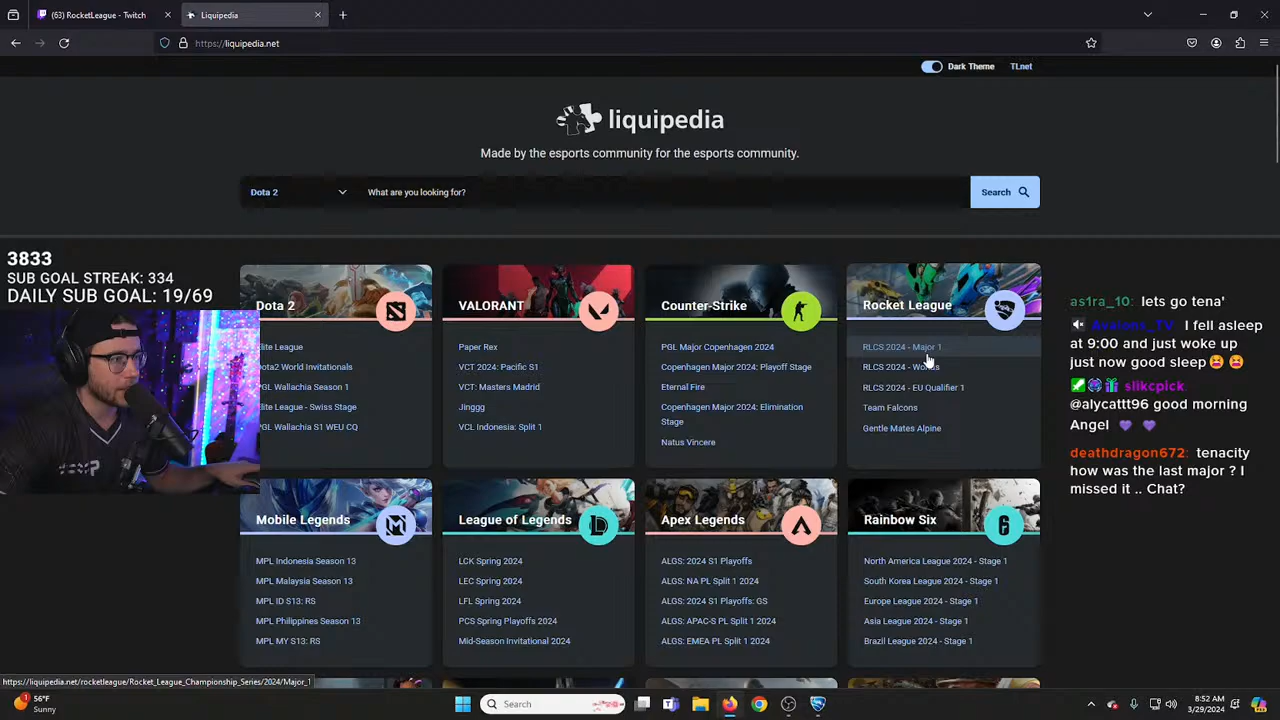 (63) RocketLeague - Twitch
Liquipedia
https://liquipedia.net
Dark Theme
TLnet
liquipedia
Made by the esports community for the esports community.
Dota 2
What are you looking for?
Search
3833
SUB GOAL STREAK: 334
DAILY SUB GOAL: 19/69
Dota 2
lite League
Dota2 World Invitationals
PGL Wallachia Season 1
lite League - Swiss Stage
PGL Wallachia S1 WEU CQ
VALORANT
Paper Rex
VCT 2024: Pacific S1
VCT: Masters Madrid
Jinggg
VCL Indonesia: Split 1
Counter-Strike
PGL Major Copenhagen 2024
Copenhagen Major 2024: Playoff Stage
Eternal Fire
Copenhagen Major 2024: Elimination
Stage
Natus Vincere
Rocket League
RLCS 2024 - Major 1
RLCS 2024 - Worlds
RLCS 2024 - EU Qualifier 1
Team Falcons
Gentle Mates Alpine
as1ra_10: lets go tena'
Avalons_TV: I fell asleep
at 9:00 and just woke up
just now good sleep
slikcpick:
@alycattt96 good morning
Angel
deathdragon672: tenacity
how was the last major ? I
missed it .. Chat?
Mobile Legends
MPL Indonesia Season 13
MPL Malaysia Season 13
MPL ID S13: RS
MPL Philippines Season 13
MPL MY S13: RS
League of Legends
LCK Spring 2024
LEC Spring 2024
LFL Spring 2024
PCS Spring Playoffs 2024
Mid-Season Invitational 2024
Apex Legends
ALGS: 2024 S1 Playoffs
ALGS: NA PL Split 1 2024
ALGS: 2024 S1 Playoffs: GS
ALGS: APAC-S PL Split 1 2024
ALGS: EMEA PL Split 1 2024
Rainbow Six
North America League 2024 - Stage 1
South Korea League 2024 - Stage 1
Europe League 2024 - Stage 1
Asia League 2024 - Stage 1
Brazil League 2024 - Stage 1
https://liquipedia.net/rocketleague/Rocket_League_Championship_Series/2024/Major_1
56°F
Sunny
Search
8:52 AM
3/29/2024